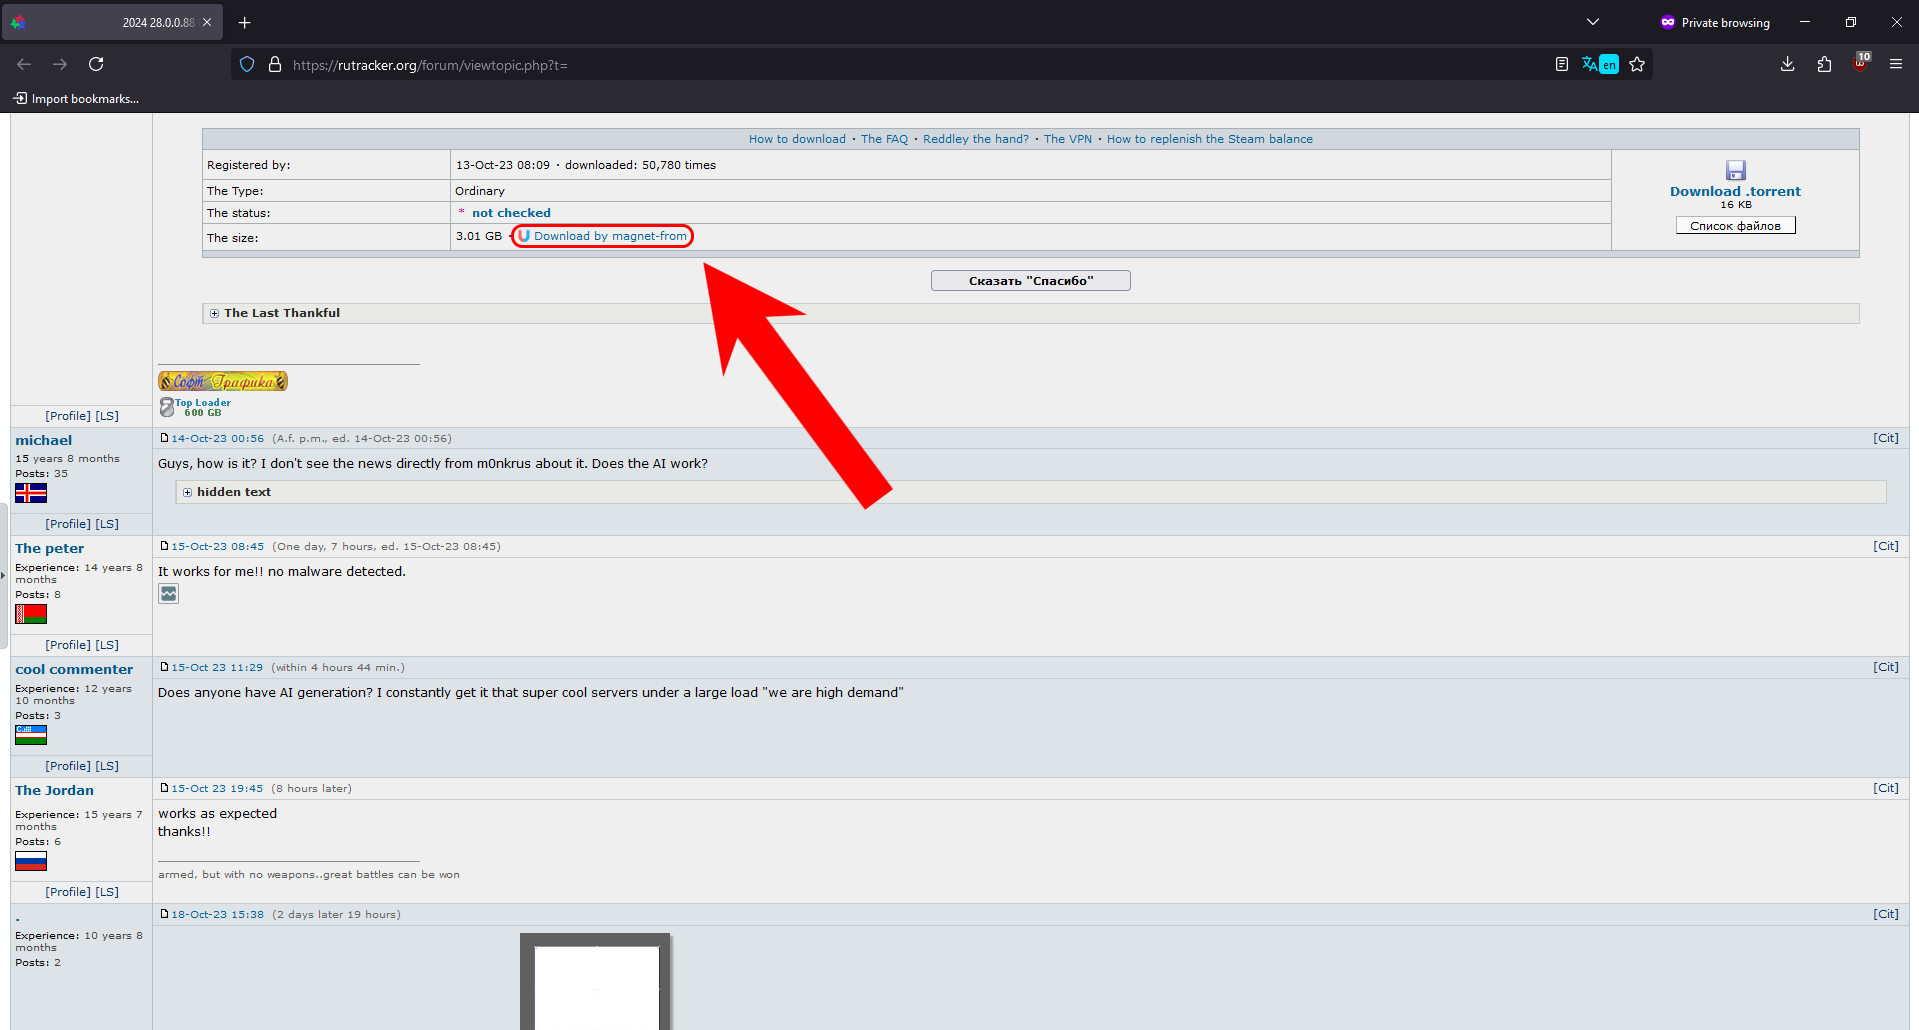 2024 28.0.0.88
Private browsing
https://rutracker.org/forum/viewtopic.php?t=
en
10
Import bookmarks...
How to download · The FAQ · Reddley the hand? · The VPN · How to replenish the Steam balance
Registered by:
13-Oct-23 08:09 · downloaded: 50,780 times
The Type:
Ordinary
The status:
* not checked
The size:
3.01 GB · Download by magnet-from
Download .torrent
16 KB
Список файлов
Сказать "Спасибо"
The Last Thankful
Софт Графика
Top Loader
600 GB
[Profile] [LS]
michael
15 years 8 months
Posts: 35
[Profile] [LS]
14-Oct-23 00:56 (A.f. p.m., ed. 14-Oct-23 00:56)
[Cit]
Guys, how is it? I don't see the news directly from m0nkrus about it. Does the AI work?
hidden text
The peter
Experience: 14 years 8
months
Posts: 8
[Profile] [LS]
15-Oct-23 08:45 (One day, 7 hours, ed. 15-Oct-23 08:45)
[Cit]
It works for me!! no malware detected.
cool commenter
Experience: 12 years
10 months
Posts: 3
[Profile] [LS]
15-Oct 23 11:29 (within 4 hours 44 min.)
[Cit]
Does anyone have AI generation? I constantly get it that super cool servers under a large load "we are high demand"
The Jordan
Experience: 15 years 7
months
Posts: 6
[Profile] [LS]
15-Oct 23 19:45 (8 hours later)
[Cit]
works as expected
thanks!!
armed, but with no weapons..great battles can be won
.
Experience: 10 years 8
months
Posts: 2
18-Oct-23 15:38 (2 days later 19 hours)
[Cit]